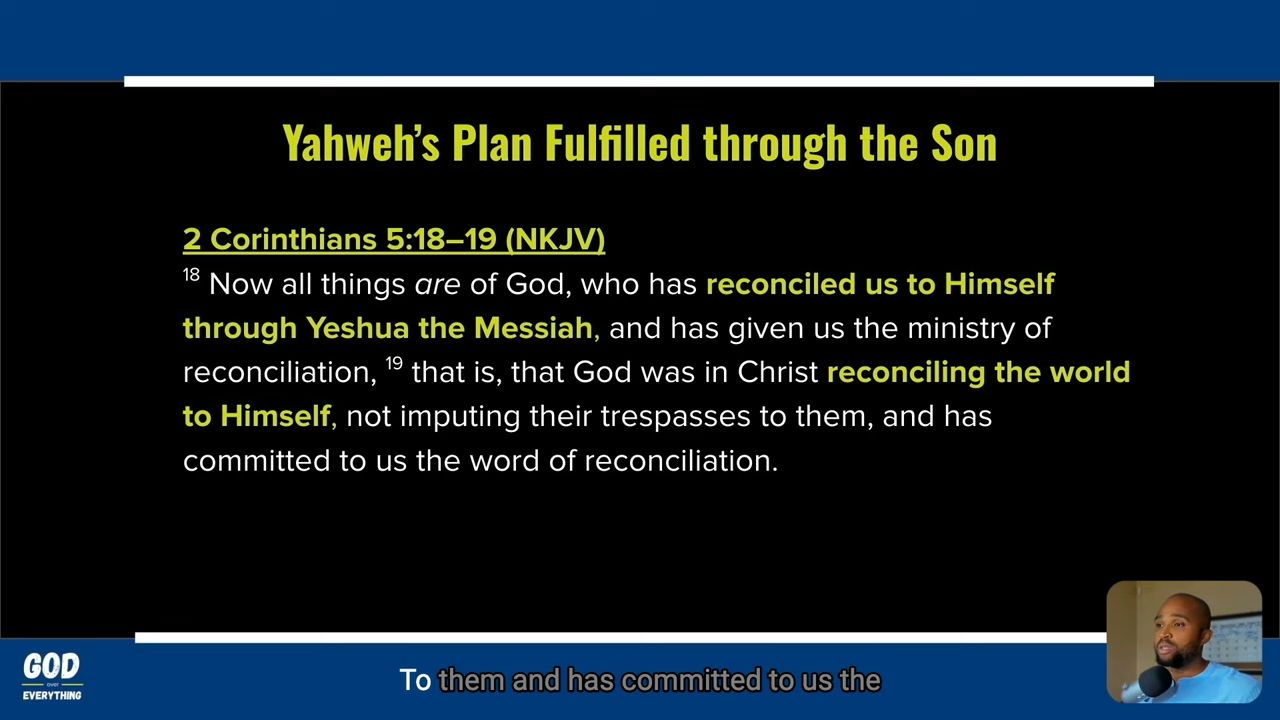 Yahweh’s Plan Fulfilled through the Son
2 Corinthians 5:18–19 (NKJV)
18 Now all things are of God, who has reconciled us to Himself
through Yeshua the Messiah, and has given us the ministry of
reconciliation, 19 that is, that God was in Christ reconciling the world
to Himself, not imputing their trespasses to them, and has
committed to us the word of reconciliation.
GOD
OVER
EVERYTHING
To them and has committed to us the